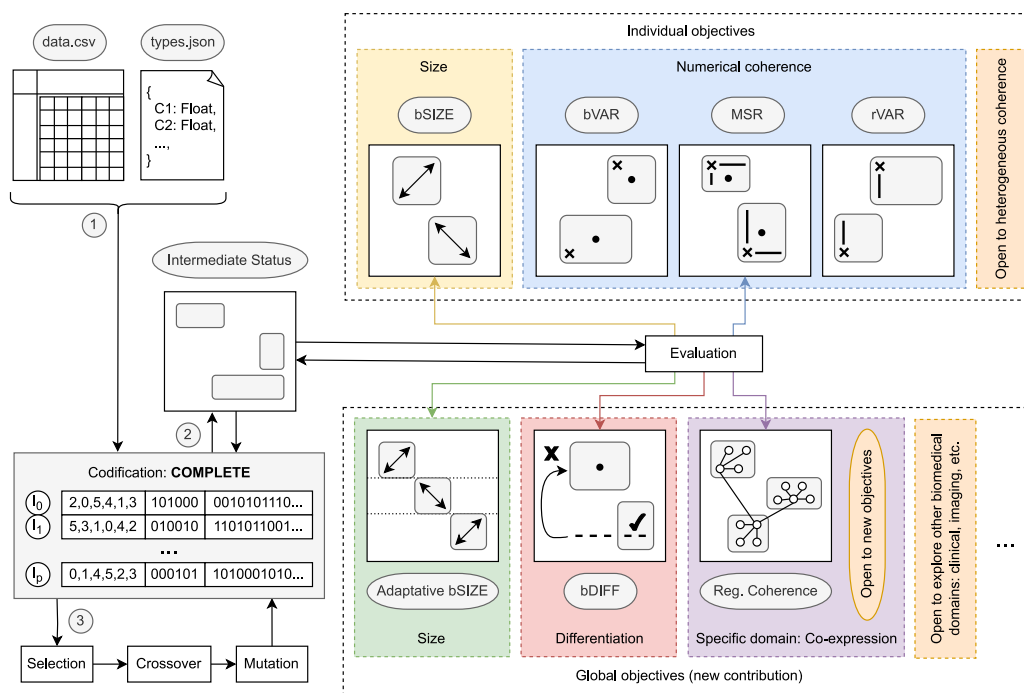 data.csv
types.json
{
C1: Float,
C2: Float,
...,
}
1
Intermediate Status
2
Codification: COMPLETE
I0 2,0,5,4,1,3 101000 0010101110...
I1 5,3,1,0,4,2 010010 1101011001...
...
Ip 0,1,4,5,2,3 000101 1010001010...
3
Selection
Crossover
Mutation
Individual objectives
Size
bSIZE
Numerical coherence
bVAR
MSR
rVAR
Open to heterogeneous coherence
Evaluation
Adaptative bSIZE
Size
bDIFF
Differentiation
Reg. Coherence
Specific domain: Co-expression
Open to new objectives
Open to explore other biomedical
domains: clinical, imaging, etc.
...
Global objectives (new contribution)